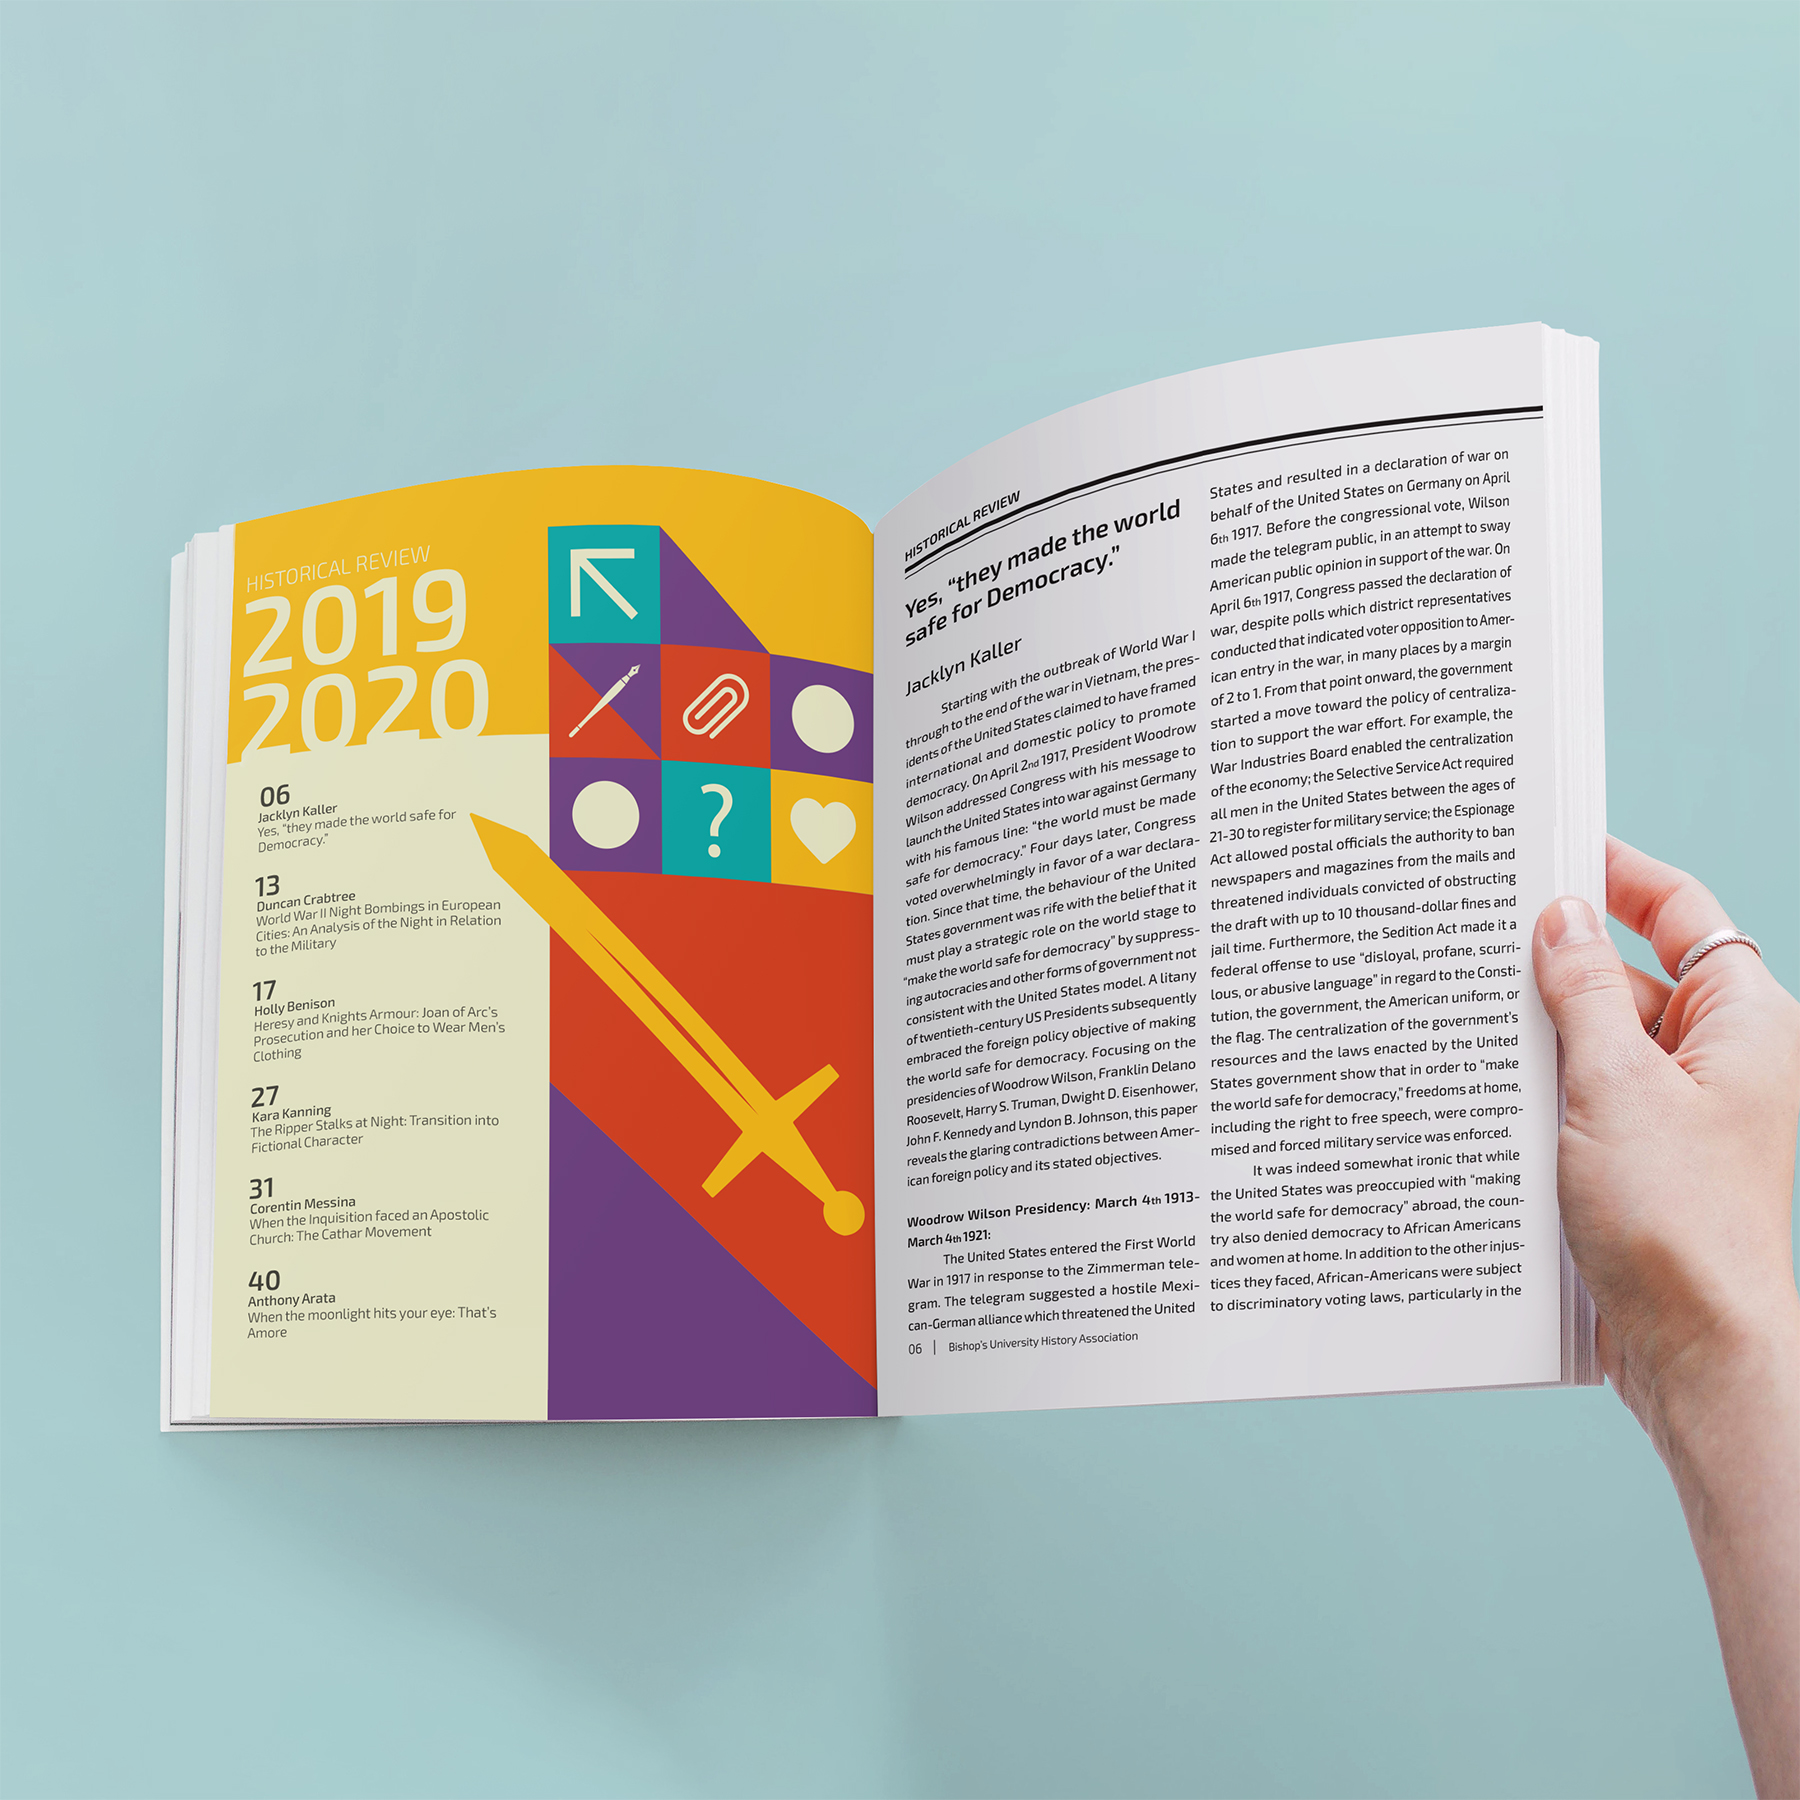 HISTORICAL REVIEW
2019
2020
06
Jacklyn Kaller
Yes, “they made the world safe for
Democracy.”
13
Duncan Crabtree
World War II Night Bombings in European
Cities: An Analysis of the Night in Relation
to the Military
17
Holly Benison
Heresy and Knights Armour: Joan of Arc’s
Prosecution and her Choice to Wear Men’s
Clothing
27
Kara Kanning
The Ripper Stalks at Night: Transition into
Fictional Character
31
Corentin Messina
When the Inquisition faced an Apostolic
Church: The Cathar Movement
40
Anthony Arata
When the moonlight hits your eye: That’s
Amore
?
HISTORICAL REVIEW
Yes, “they made the world
safe for Democracy.”
Jacklyn Kaller
Starting with the outbreak of World War I
through to the end of the war in Vietnam, the pres-
idents of the United States claimed to have framed
international and domestic policy to promote
democracy. On April 2nd 1917, President Woodrow
Wilson addressed Congress with his message to
launch the United States into war against Germany
with his famous line: “the world must be made
safe for democracy.” Four days later, Congress
voted overwhelmingly in favor of a war declara-
tion. Since that time, the behaviour of the United
States government was rife with the belief that it
must play a strategic role on the world stage to
“make the world safe for democracy” by suppress-
ing autocracies and other forms of government not
consistent with the United States model. A litany
of twentieth-century US Presidents subsequently
embraced the foreign policy objective of making
the world safe for democracy. Focusing on the
presidencies of Woodrow Wilson, Franklin Delano
Roosevelt, Harry S. Truman, Dwight D. Eisenhower,
John F. Kennedy and Lyndon B. Johnson, this paper
reveals the glaring contradictions between Amer-
ican foreign policy and its stated objectives.
Woodrow Wilson Presidency: March 4th 1913-
March 4th 1921:
The United States entered the First World
War in 1917 in response to the Zimmerman tele-
gram. The telegram suggested a hostile Mexi-
can-German alliance which threatened the United
States and resulted in a declaration of war on
behalf of the United States on Germany on April
6th 1917. Before the congressional vote, Wilson
made the telegram public, in an attempt to sway
American public opinion in support of the war. On
April 6th 1917, Congress passed the declaration of
war, despite polls which district representatives
conducted that indicated voter opposition to Amer-
ican entry in the war, in many places by a margin
of 2 to 1. From that point onward, the government
started a move toward the policy of centraliza-
tion to support the war effort. For example, the
War Industries Board enabled the centralization
of the economy; the Selective Service Act required
all men in the United States between the ages of
21-30 to register for military service; the Espionage
Act allowed postal officials the authority to ban
newspapers and magazines from the mails and
threatened individuals convicted of obstructing
the draft with up to 10 thousand-dollar fines and
jail time. Furthermore, the Sedition Act made it a
federal offense to use “disloyal, profane, scurri-
lous, or abusive language” in regard to the Consti-
tution, the government, the American uniform, or
the flag. The centralization of the government’s
resources and the laws enacted by the United
States government show that in order to “make
the world safe for democracy,” freedoms at home,
including the right to free speech, were compro-
mised and forced military service was enforced.
It was indeed somewhat ironic that while
the United States was preoccupied with “making
the world safe for democracy” abroad, the coun-
try also denied democracy to African Americans
and women at home. In addition to the other injus-
tices they faced, African-Americans were subject
to discriminatory voting laws, particularly in the
06 | Bishop’s University History Association